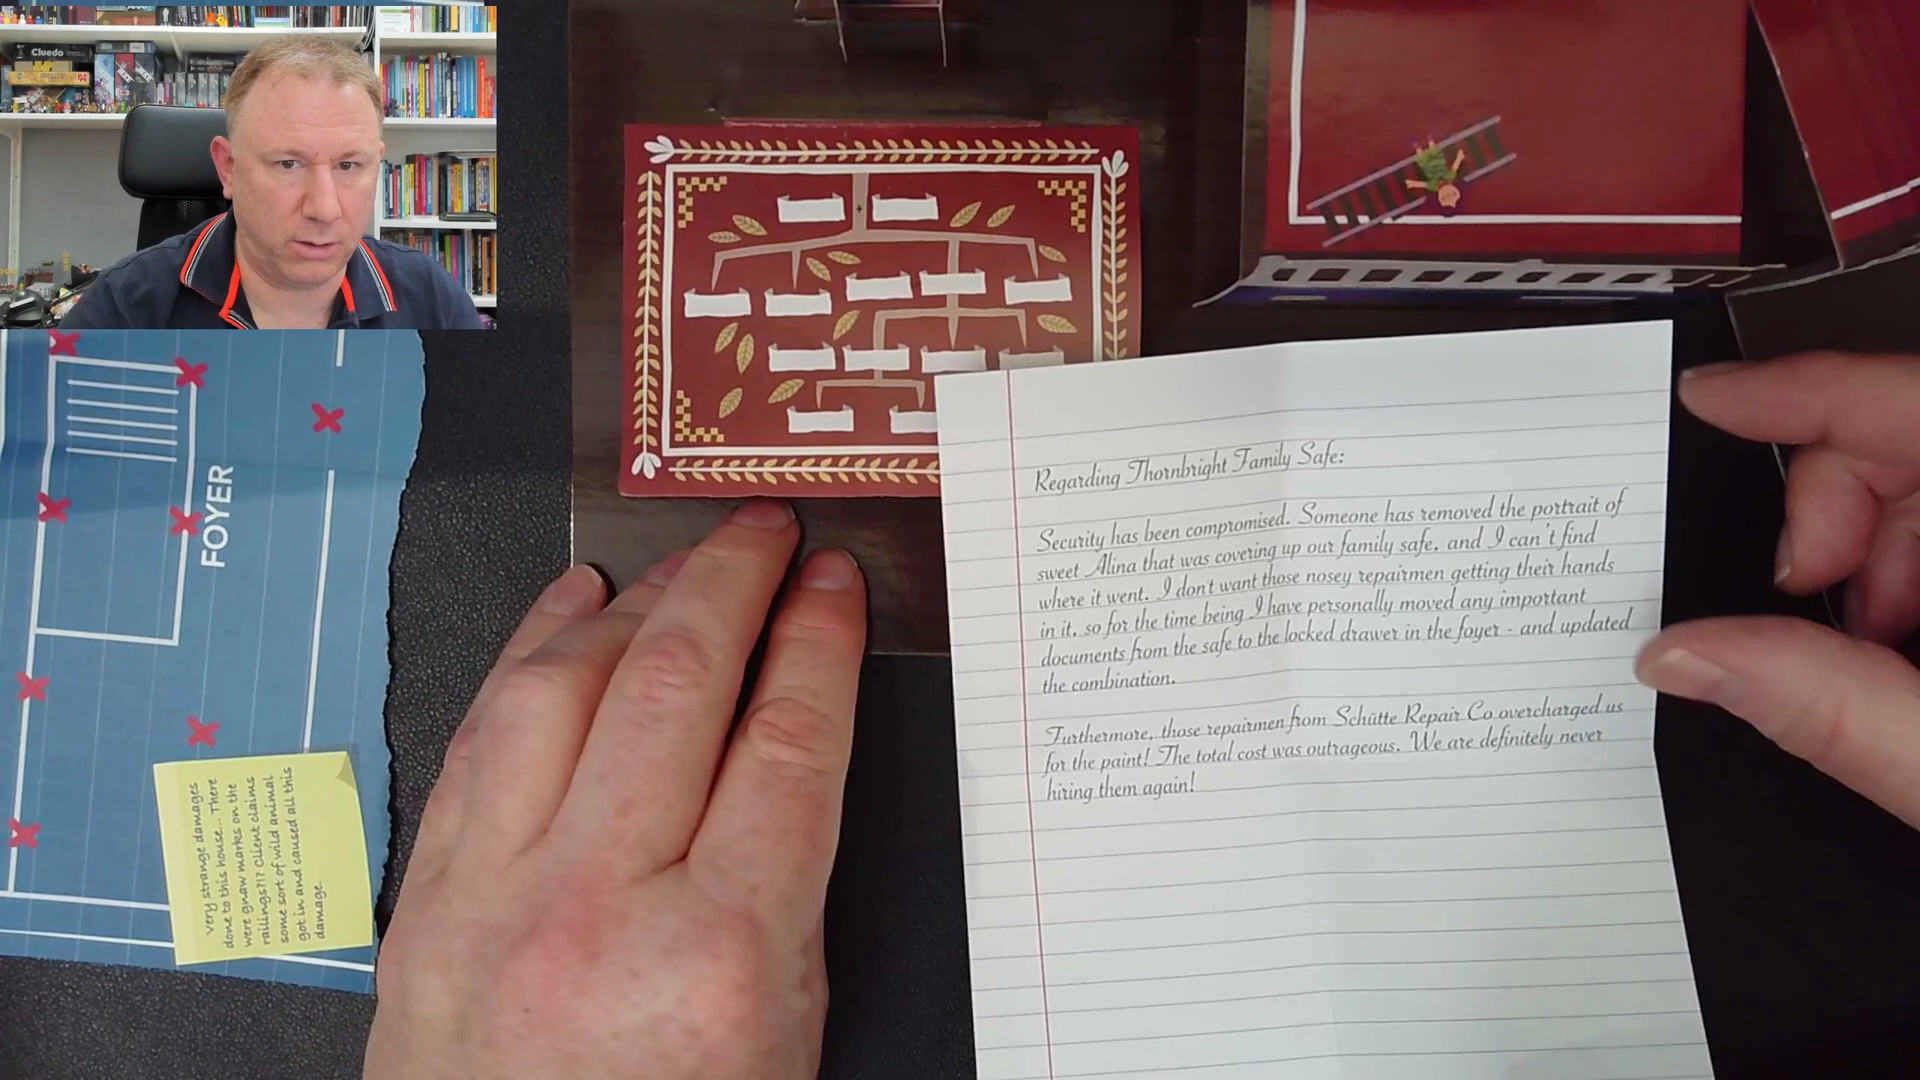 Cluedo
FOYER
very strange damages
done to this house... There
were gnaw marks on the
railings?!? Client claims
some sort of wild animal
got in and caused all this
damage.
Regarding Thornbright Family Safe:
Security has been compromised. Someone has removed the portrait of
sweet Alina that was covering up our family safe, and I can't find
where it went. I don't want those nosey repairmen getting their hands
in it, so for the time being I have personally moved any important
documents from the safe to the locked drawer in the foyer - and updated
the combination.
Furthermore, those repairmen from Schütte Repair Co overcharged us
for the paint! The total cost was outrageous. We are definitely never
hiring them again!